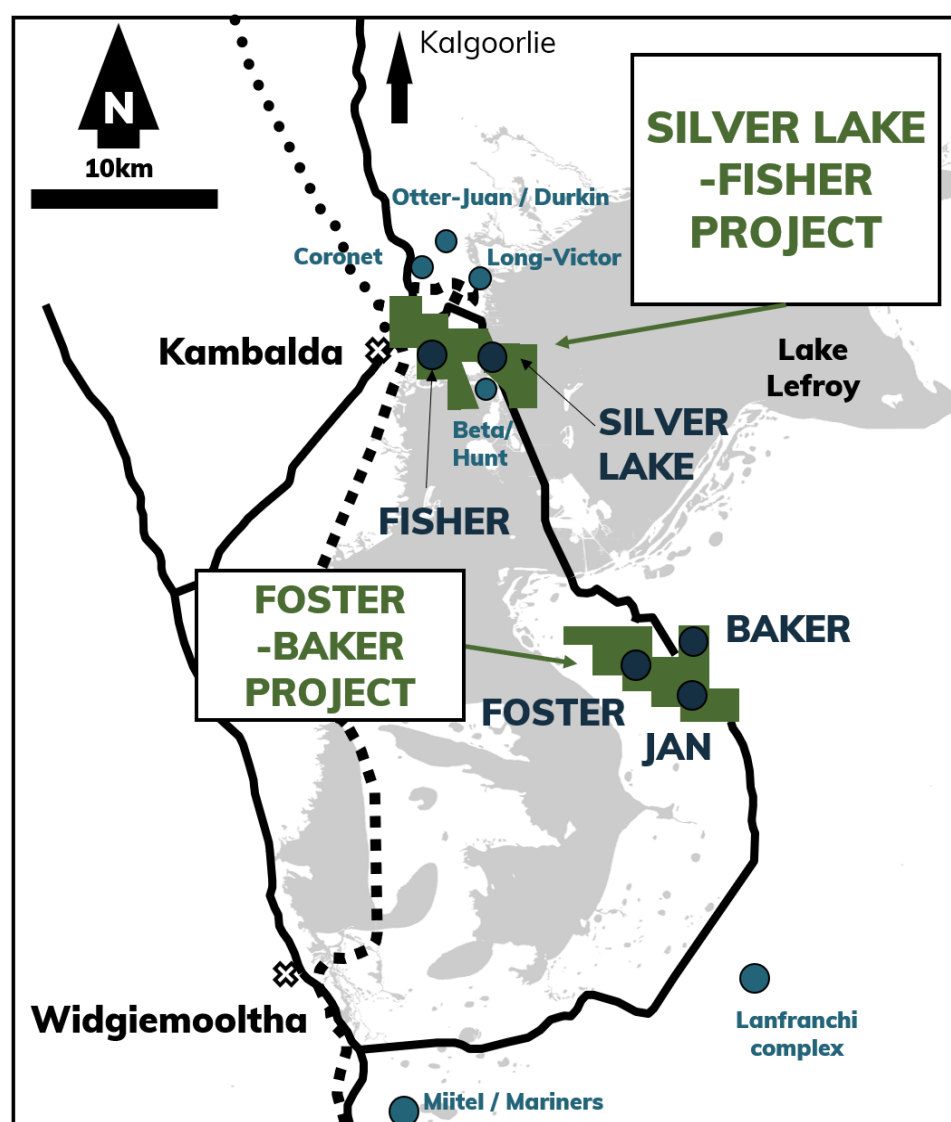 Kalgoorlie
N
10km
SILVER LAKE
-FISHER
PROJECT
Otter-Juan / Durkin
Coronet
Long-Victor
Kambalda
Lake
Lefroy
Beta/
Hunt
SILVER
LAKE
FISHER
FOSTER
-BAKER
PROJECT
BAKER
FOSTER
JAN
Widgiemooltha
Lanfranchi
complex
Miitel / Mariners